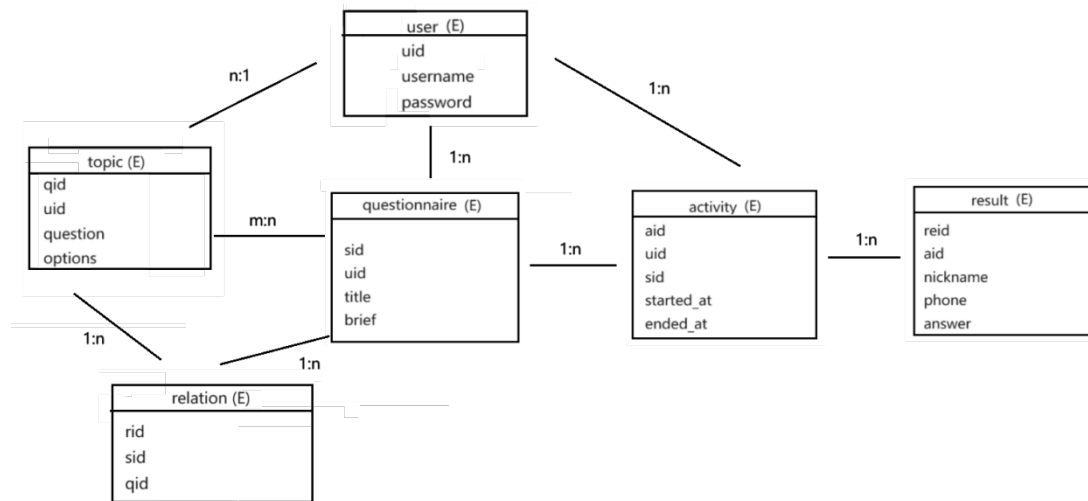 user (E)
uid
username
password
n:1
1:n
1:n
topic (E)
qid
uid
question
options
m:n
questionnaire (E)
sid
uid
title
brief
1:n
activity (E)
aid
uid
sid
started_at
ended_at
1:n
result (E)
reid
aid
nickname
phone
answer
1:n
1:n
relation (E)
rid
sid
qid